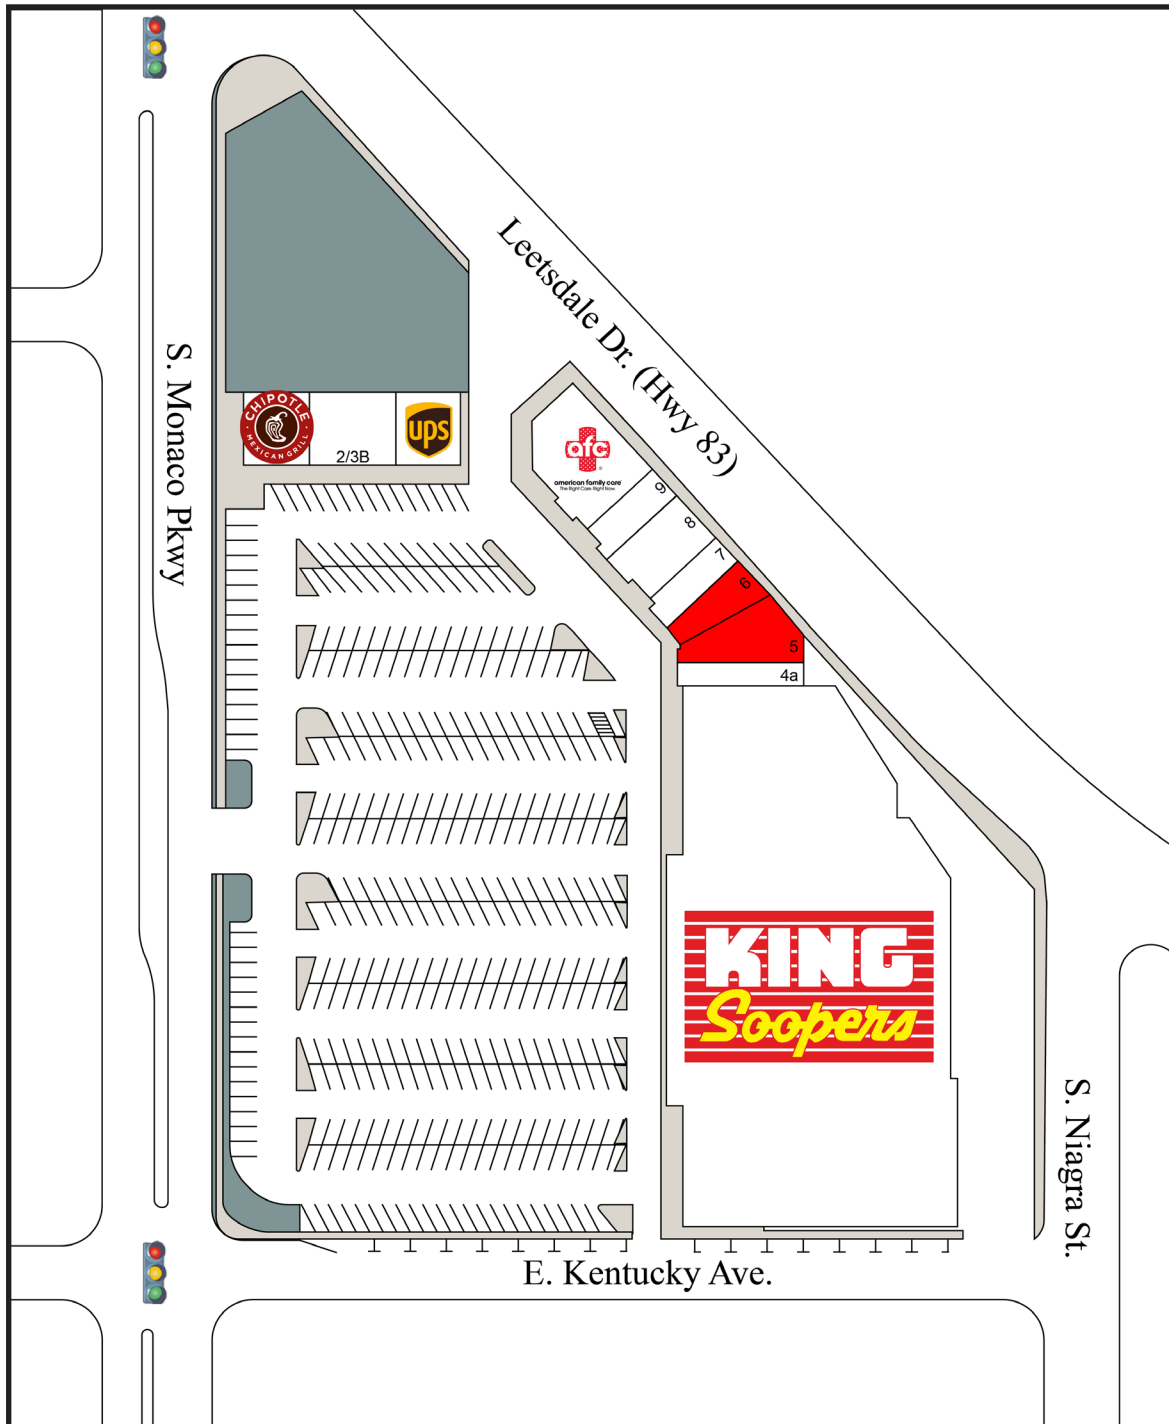 Leetsdale Dr. (Hwy 83)
S. Monaco Pkwy
CHIPOTLE
MEXICAN GRILL
2/3B
ups
afc
®
american family care®
The Right Care. Right Now.
9
8
7
6
5
4a
KING
Soopers
S. Niagra St.
E. Kentucky Ave.